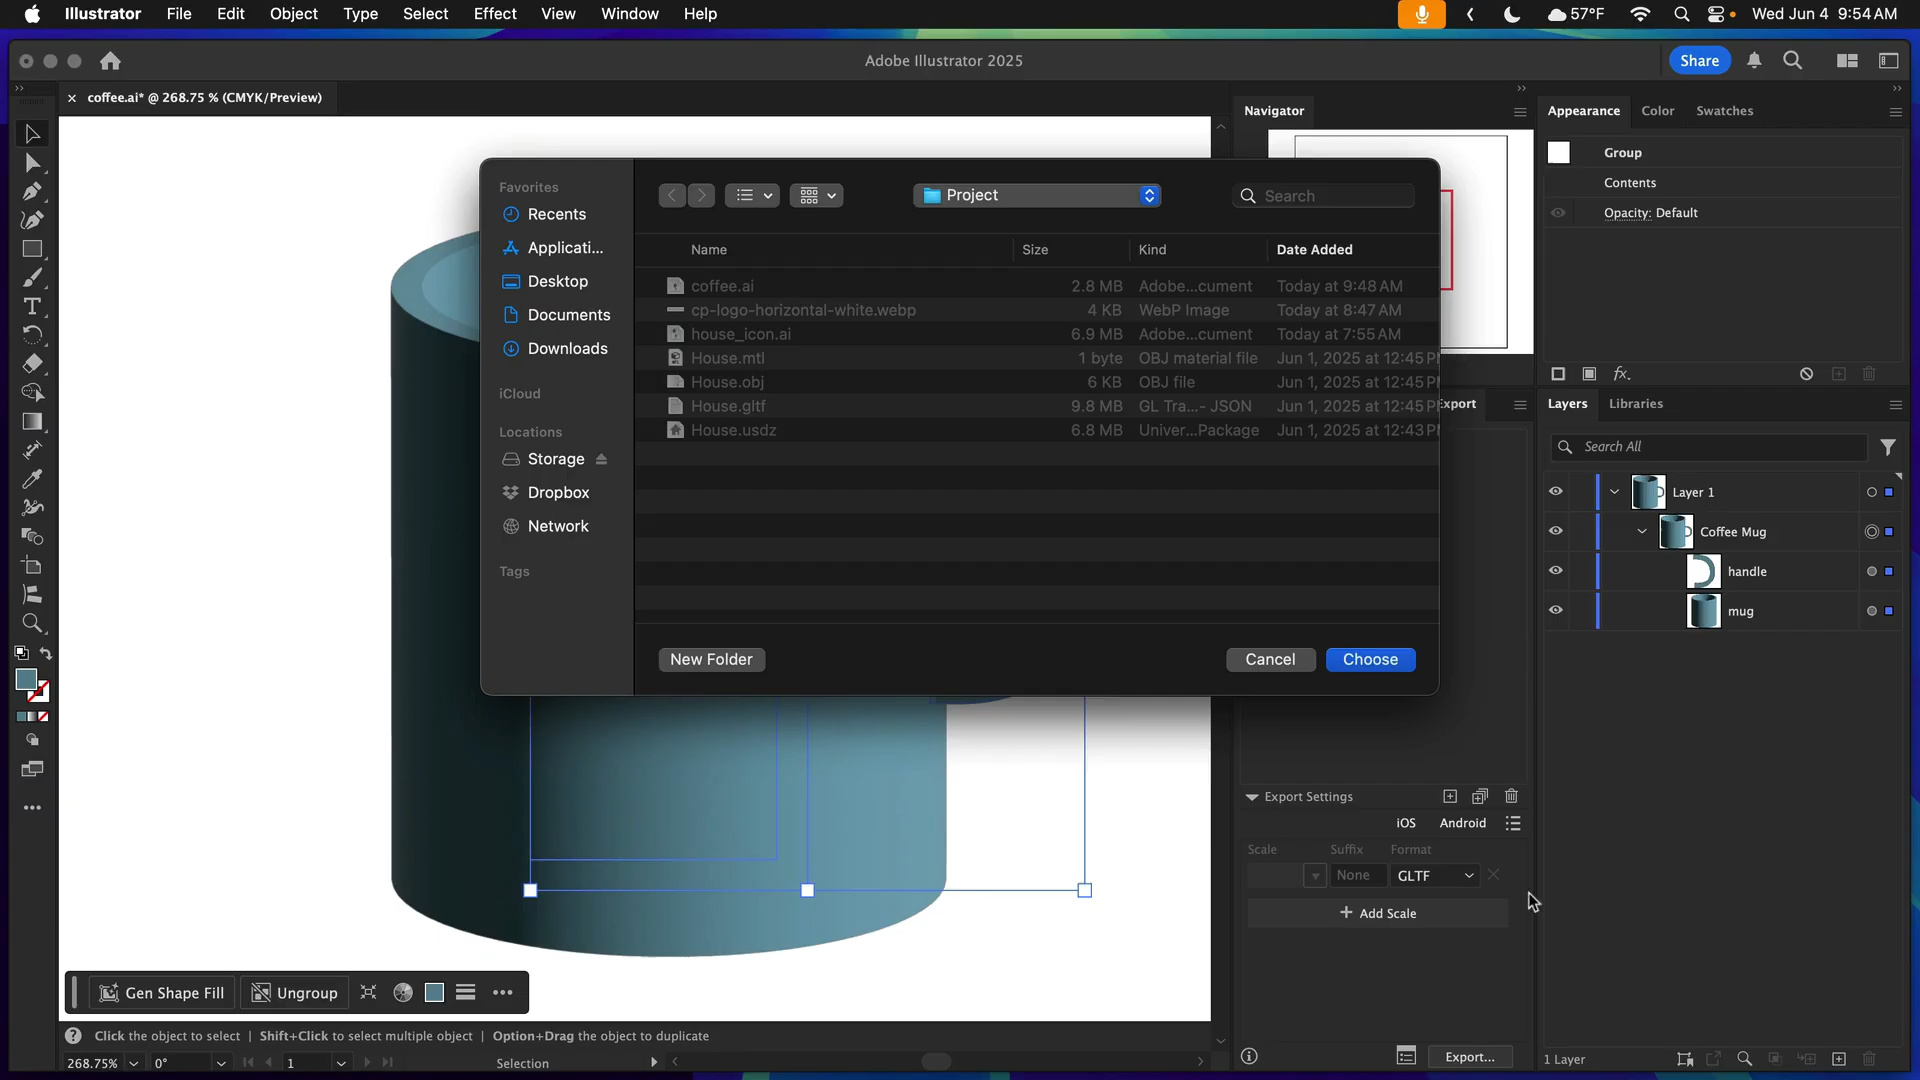 Illustrator File Edit Object Type Select Effect View Window Help 57°F Wed Jun 4 9:54 AM
Adobe Illustrator 2025
Share
coffee.ai* @ 268.75 % (CMYK/Preview)
Navigator
Appearance Color Swatches
Group
Contents
Opacity: Default
fx.
Favorites
Recents
Applicati...
Desktop
Documents
Downloads
iCloud
Locations
Storage
Dropbox
Network
Tags
Project
Search
Name Size Kind Date Added
coffee.ai 2.8 MB Adobe...cument Today at 9:48 AM
cp-logo-horizontal-white.webp 4 KB WebP Image Today at 8:47 AM
house_icon.ai 6.9 MB Adobe...cument Today at 7:55 AM
House.mtl 1 byte OBJ material file Jun 1, 2025 at 12:45 P
House.obj 6 KB OBJ file Jun 1, 2025 at 12:45 P
House.gltf 9.8 MB GL Tra...- JSON Jun 1, 2025 at 12:45 P
House.usdz 6.8 MB Univer...Package Jun 1, 2025 at 12:43 P
New Folder
Cancel
Choose
xport
Layers Libraries
Search All
Layer 1
Coffee Mug
handle
mug
Export Settings
iOS Android
Scale Suffix Format
None GLTF
+ Add Scale
Gen Shape Fill
Ungroup
Click the object to select | Shift+Click to select multiple object | Option+Drag the object to duplicate
268.75% 0° 1 Selection
Export...
1 Layer